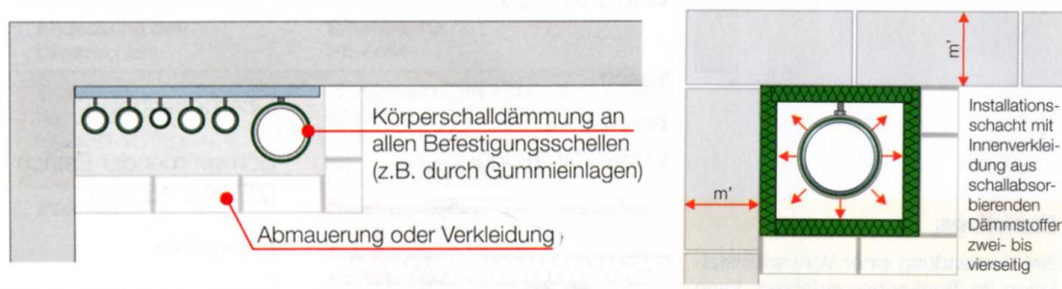 Körperschalldämmung an
allen Befestigungsschellen
(z.B. durch Gummieinlagen)
Abmauerung oder Verkleidung
m'
m'
Installations-
schacht mit
Innenverklei-
dung aus
schallabsor-
bierenden
Dämmstoffen
zwei- bis
vierseitig